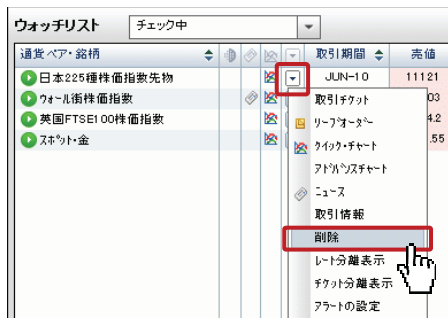 ウォッチリスト チェック中
通貨ペア・銘柄 取引期間 売値
日本225種株価指数先物 JUN-10 11121
ウォール街株価指数 03
英国FTSE100株価指数 4.2
スポット・金 .55
取引チケット
リーブオーダー
クイック・チャート
アドバンスチャート
ニュース
取引情報
削除
レート分離表示
チケット分離表示
アラートの設定